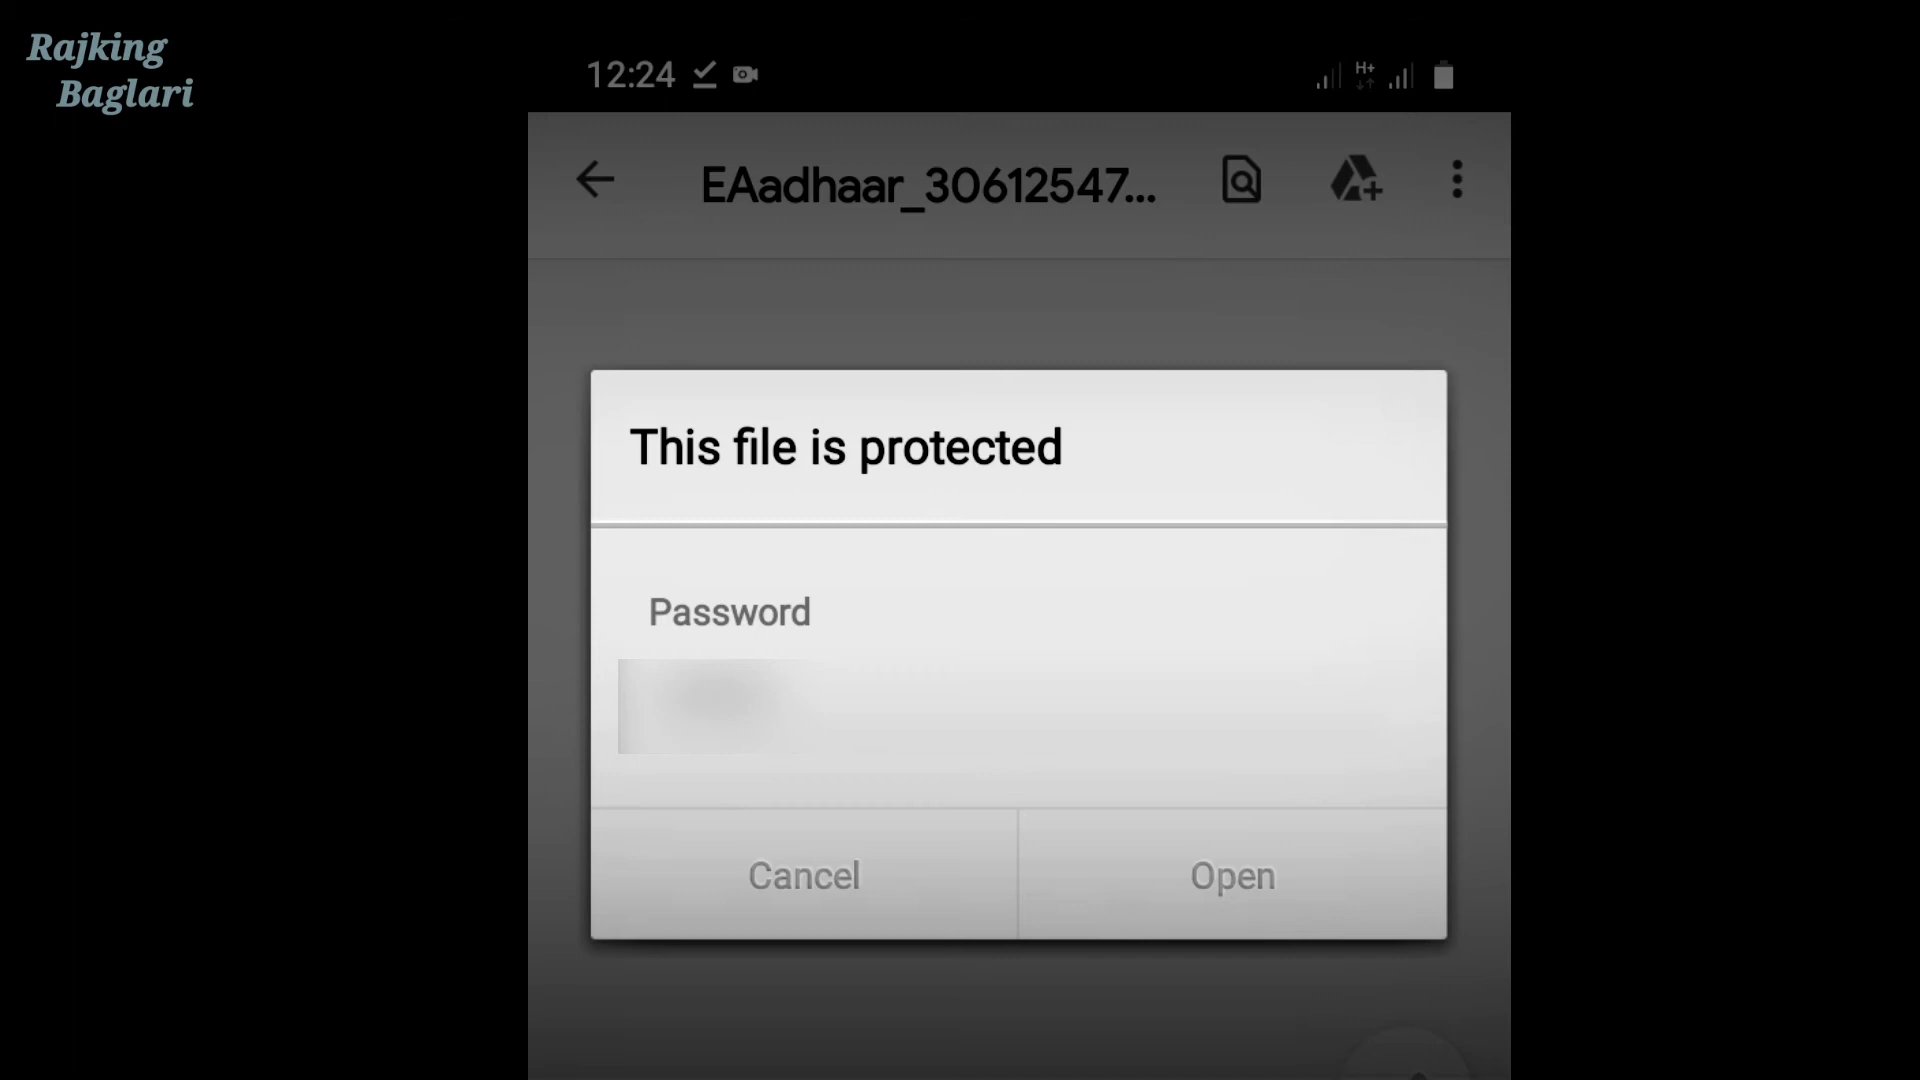 Rajking
Baglari
12:24
H+
EAadhaar_30612547...
This file is protected
Password
Cancel
Open